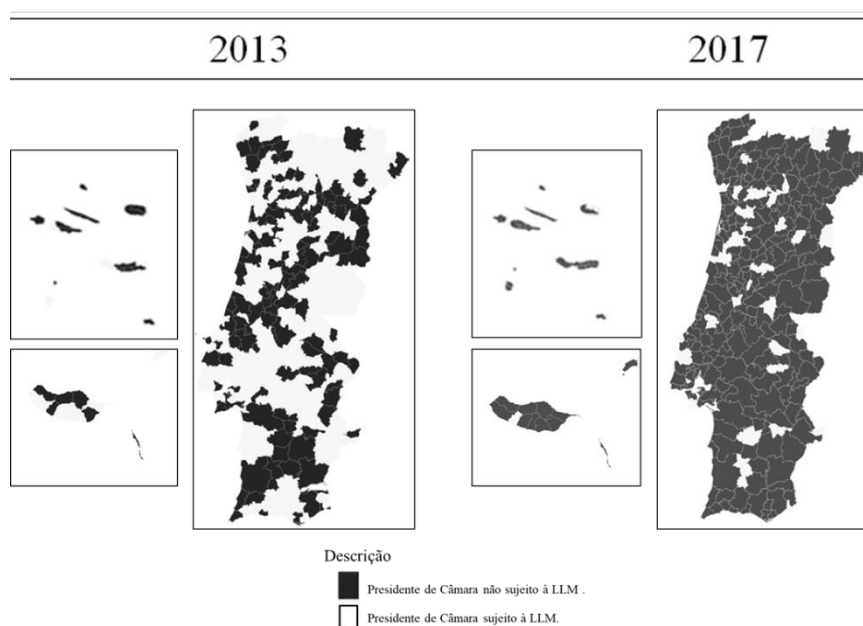 2013
2017
Descrição
Presidente de Câmara não sujeito à LLM .
Presidente de Câmara sujeito à LLM.